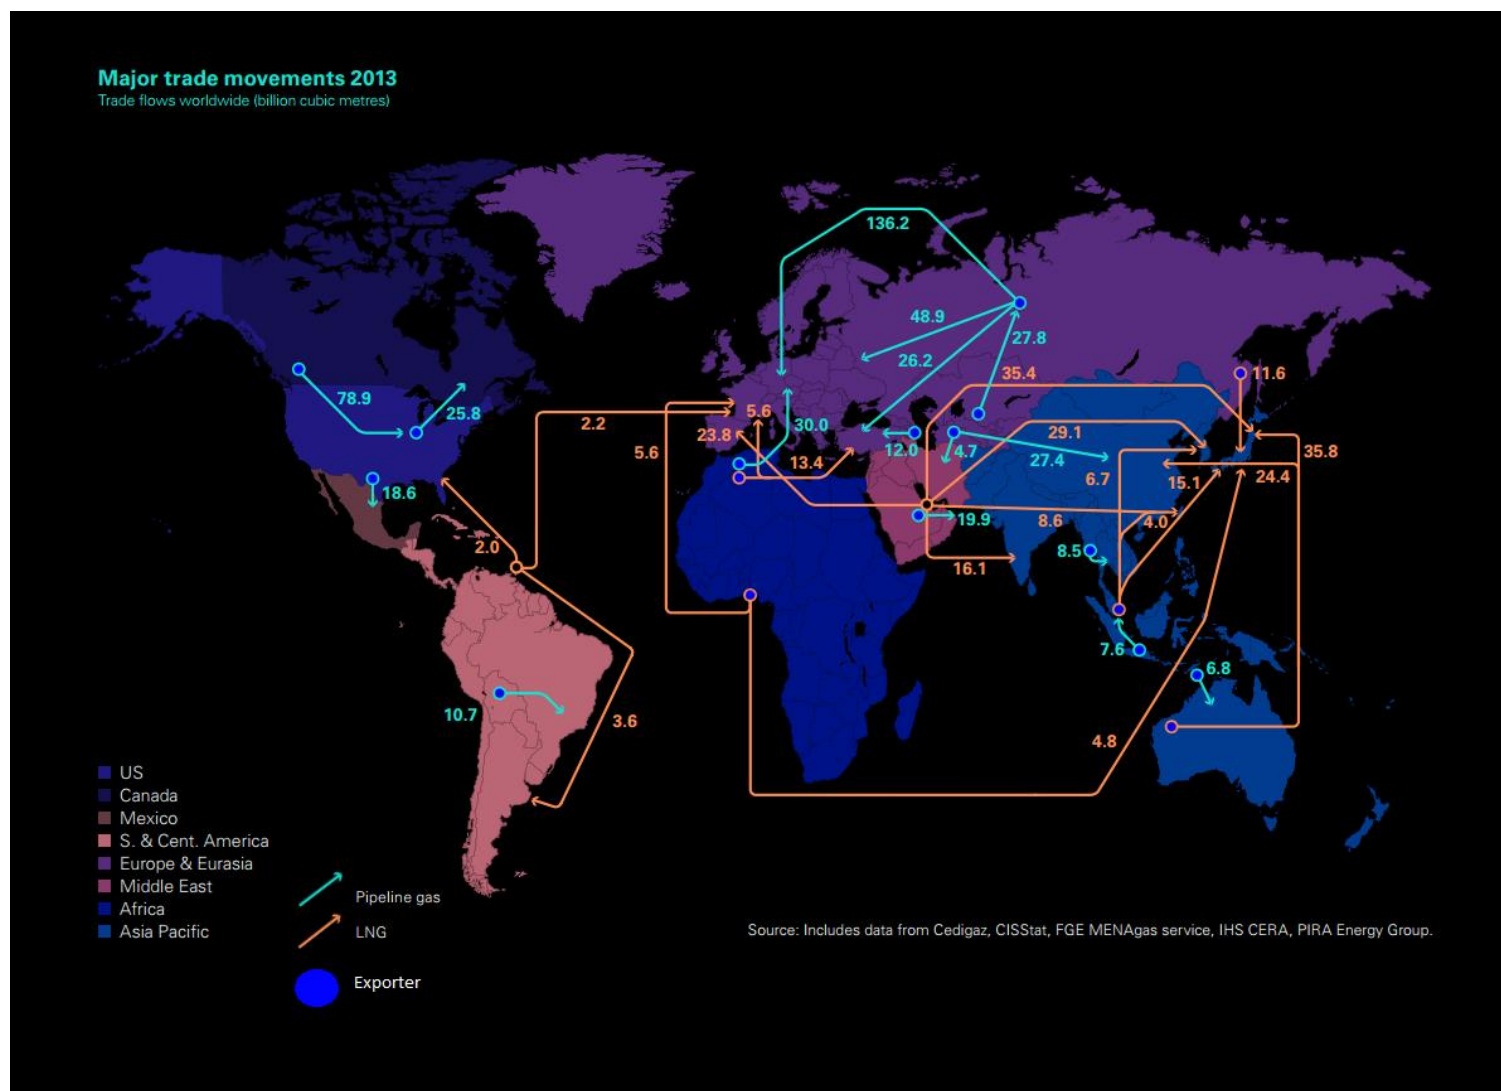 Major trade movements 2013
Trade flows worldwide (billion cubic metres)
136.2
48.9
27.8
26.2
35.4
11.6
78.9
25.8
2.2
5.6
30.0
29.1
23.8
12.0
4.7
27.4
35.8
5.6
13.4
6.7
15.1
24.4
18.6
19.9
8.6
4.0
2.0
8.5
16.1
7.6
6.8
10.7
3.6
4.8
US
Canada
Mexico
S. & Cent. America
Europe & Eurasia
Middle East
Africa
Asia Pacific
Pipeline gas
LNG
Exporter
Source: Includes data from Cedigaz, CISStat, FGE MENAgas service, IHS CERA, PIRA Energy Group.